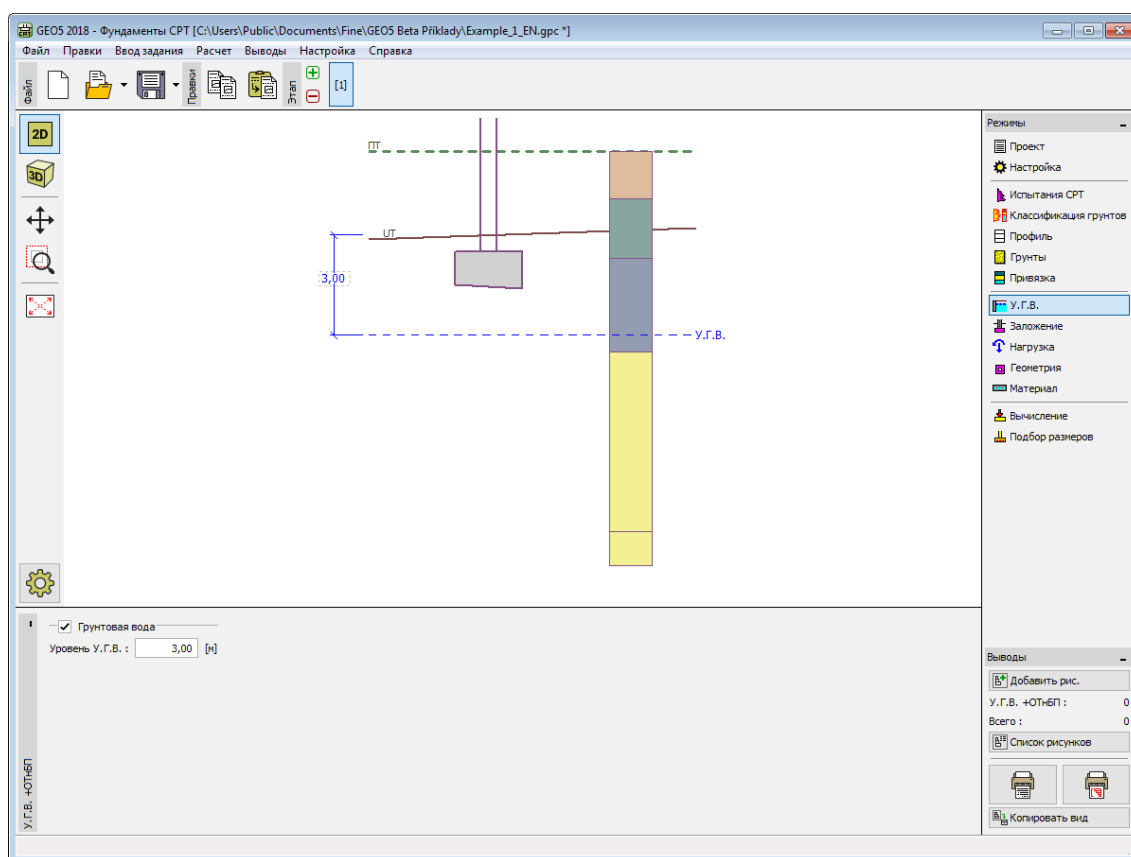 GEO5 2018 - Фундаменты CPT [C:\Users\Public\Documents\Fine\GEO5 Beta Příklady\Example_1_EN.gpc *]
Файл Правки Ввод задания Расчет Выводы Настройка Справка
Файл
Правки
Этап
[1]
2D
3D
ПТ
UT
3,00
У.Г.В.
Режимы
Проект
Настройка
Испытания CPT
Классификация грунтов
Профиль
Грунты
Привязка
У.Г.В.
Заложение
Нагрузка
Геометрия
Материал
Вычисление
Подбор размеров
Грунтовая вода
Уровень У.Г.В. : 3,00 [м]
У.Г.В. +ОТнБП
Выводы
Добавить рис.
У.Г.В. +ОТнБП : 0
Всего : 0
Список рисунков
Копировать вид